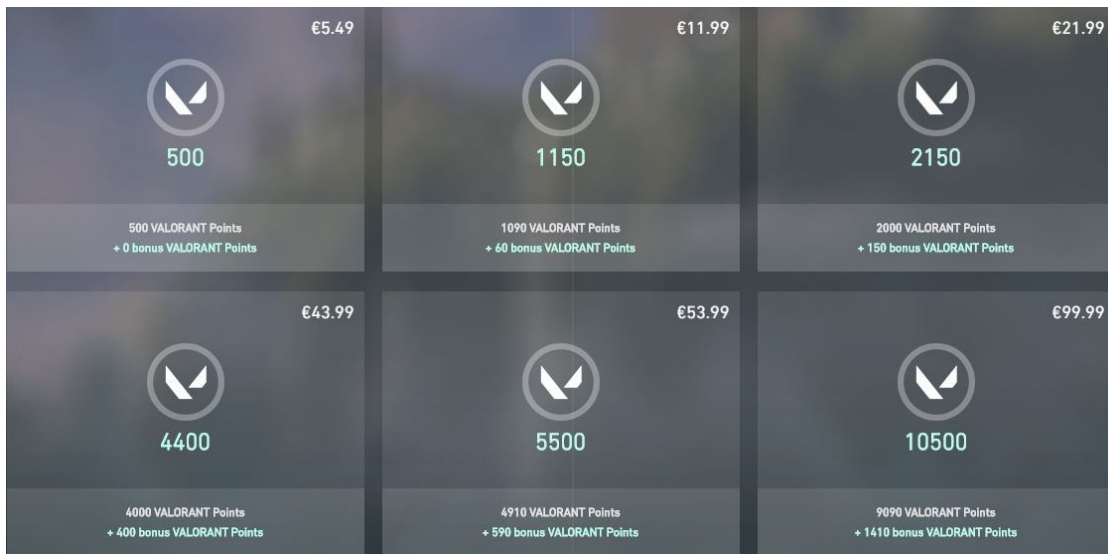 €5.49
500
500 VALORANT Points
+ 0 bonus VALORANT Points
€11.99
1150
1090 VALORANT Points
+ 60 bonus VALORANT Points
€21.99
2150
2000 VALORANT Points
+ 150 bonus VALORANT Points
€43.99
4400
4000 VALORANT Points
+ 400 bonus VALORANT Points
€53.99
5500
4910 VALORANT Points
+ 590 bonus VALORANT Points
€99.99
10500
9090 VALORANT Points
+ 1410 bonus VALORANT Points